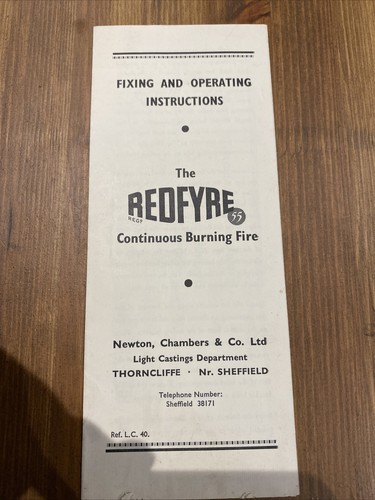 FIXING AND OPERATING
INSTRUCTIONS
The
REDFYRE 55
REGD
Continuous Burning Fire
Newton, Chambers & Co. Ltd
Light Castings Department
THORNCLIFFE · Nr. SHEFFIELD
Telephone Number:
Sheffield 38171
Ref. L.C. 40.